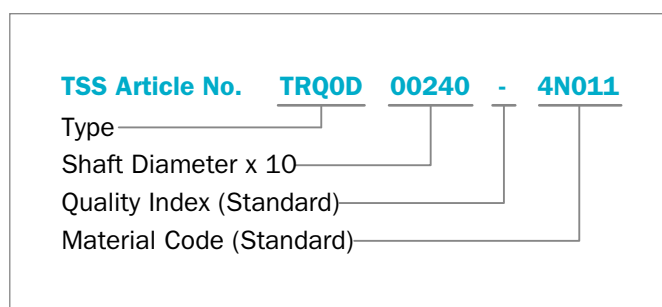 TSS Article No. TRQ0D 00240 - 4N011
Type
Shaft Diameter x 10
Quality Index (Standard)
Material Code (Standard)